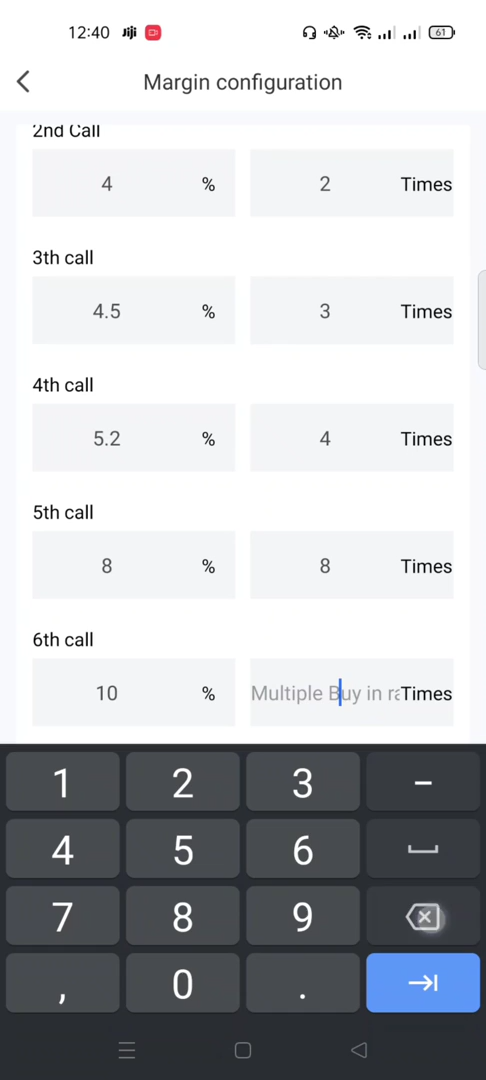 12:40 Jiji 61
Margin configuration
2nd Call
4 % 2 Times
3th call
4.5 % 3 Times
4th call
5.2 % 4 Times
5th call
8 % 8 Times
6th call
10 % Multiple Buy in ra Times
1 2 3 -
4 5 6
7 8 9
, 0 .